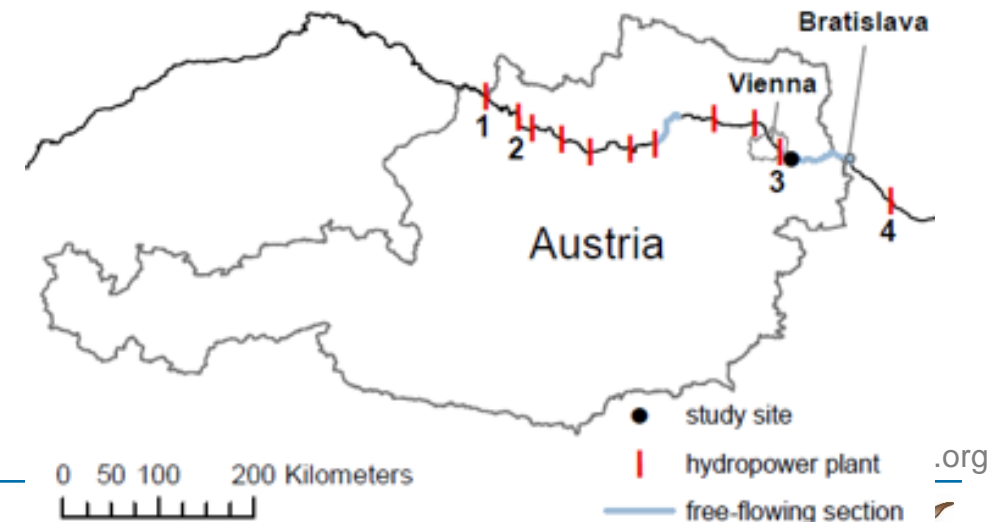 Bratislava
Vienna
1
2
3
4
Austria
study site
0 50 100 200 Kilometers
hydropower plant
.org
free-flowing section